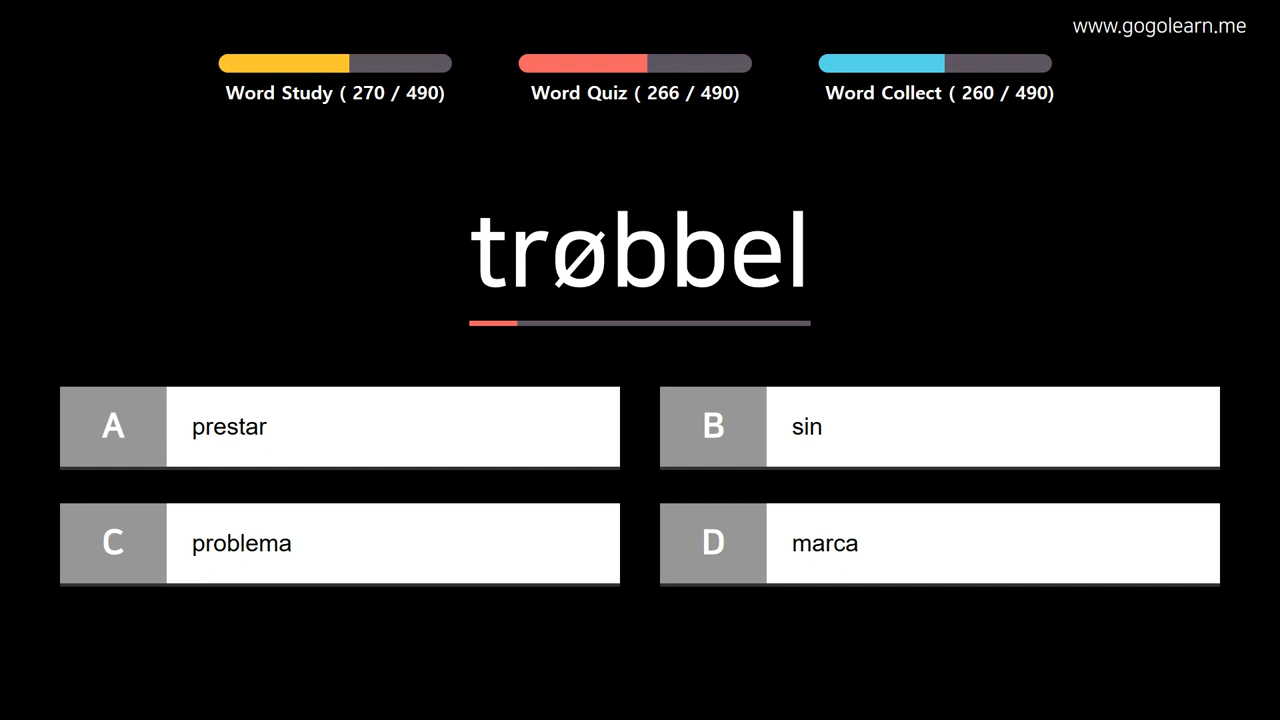 www.gogolearn.me
Word Study ( 270 / 490)
Word Quiz ( 266 / 490)
Word Collect ( 260 / 490)
trøbbel
A prestar
B sin
C problema
D marca